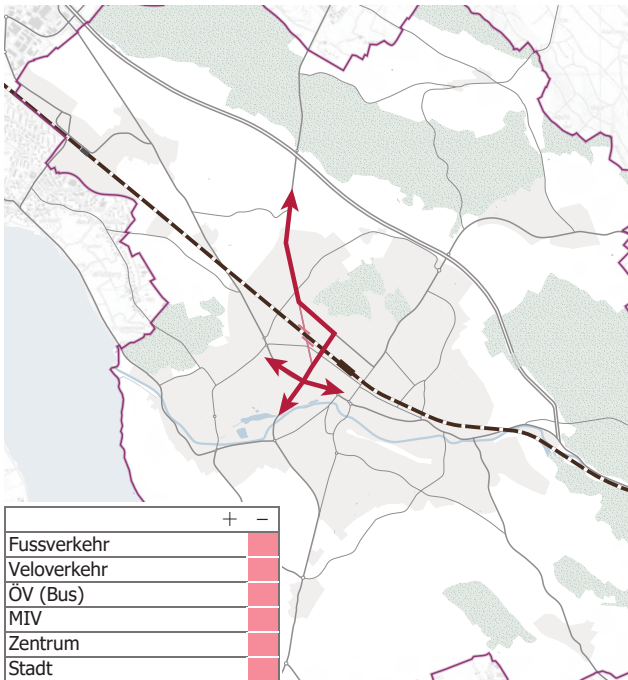 + −
Fussverkehr
Veloverkehr
ÖV (Bus)
MIV
Zentrum
Stadt